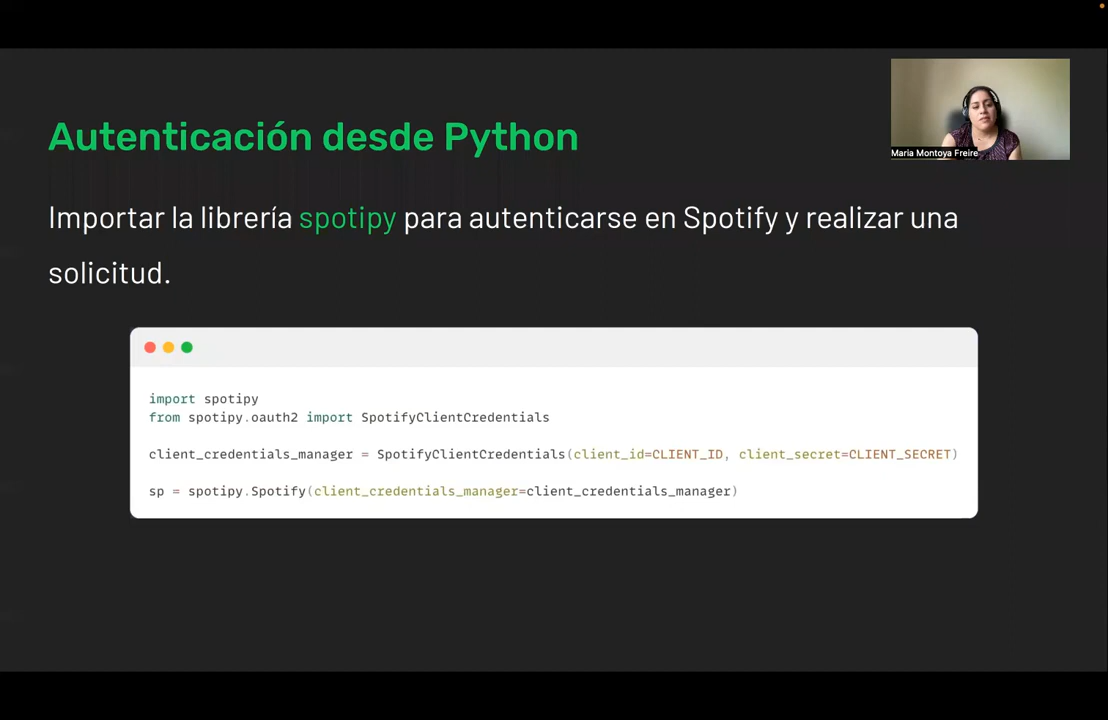 Autenticación desde Python
Maria Montoya Freire
Importar la librería spotipy para autenticarse en Spotify y realizar una
solicitud.
import spotipy
from spotipy.oauth2 import SpotifyClientCredentials
client_credentials_manager = SpotifyClientCredentials(client_id=CLIENT_ID, client_secret=CLIENT_SECRET)
sp = spotipy.Spotify(client_credentials_manager=client_credentials_manager)